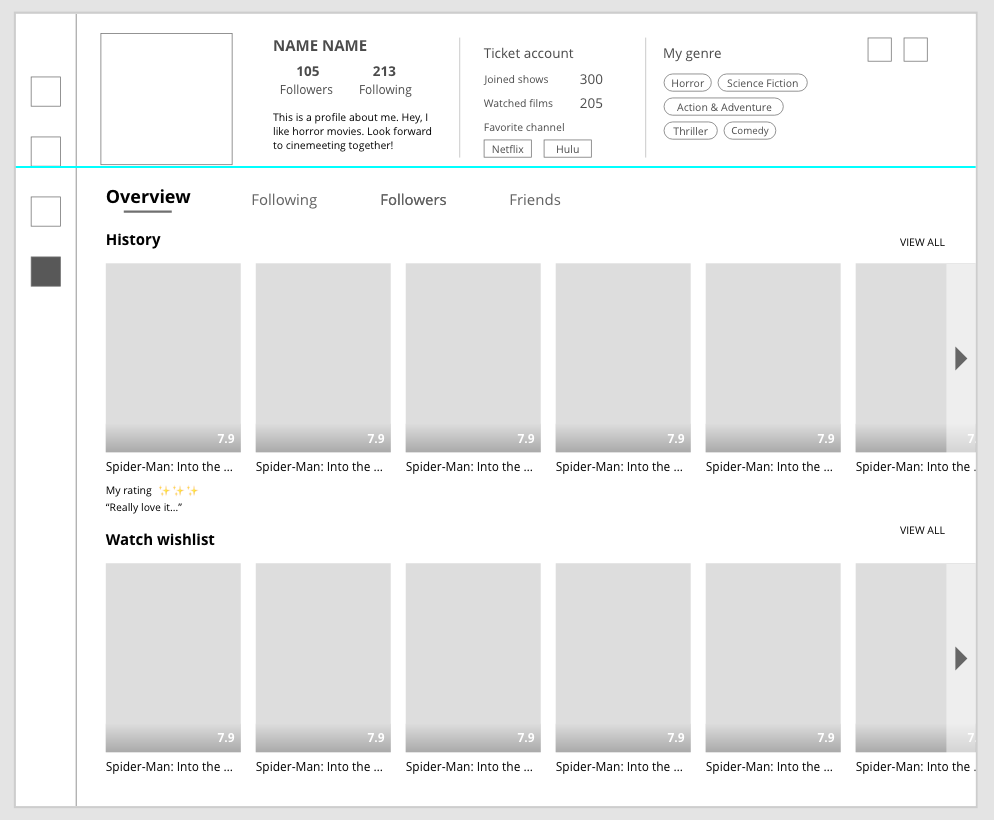 NAME NAME
105 213
Followers Following
This is a profile about me. Hey, I
like horror movies. Look forward
to cinemeeting together!
Ticket account
Joined shows 300
Watched films 205
Favorite channel
Netflix Hulu
My genre
Horror Science Fiction
Action & Adventure
Thriller Comedy
Overview Following Followers Friends
History VIEW ALL
7.9 7.9 7.9 7.9 7.9 7.
Spider-Man: Into the ... Spider-Man: Into the ... Spider-Man: Into the ... Spider-Man: Into the ... Spider-Man: Into the ... Spider-Man: Into the .
My rating ✨✨✨
“Really love it...”
VIEW ALL
Watch wishlist
7.9 7.9 7.9 7.9 7.9 7.
Spider-Man: Into the ... Spider-Man: Into the ... Spider-Man: Into the ... Spider-Man: Into the ... Spider-Man: Into the ... Spider-Man: Into the .